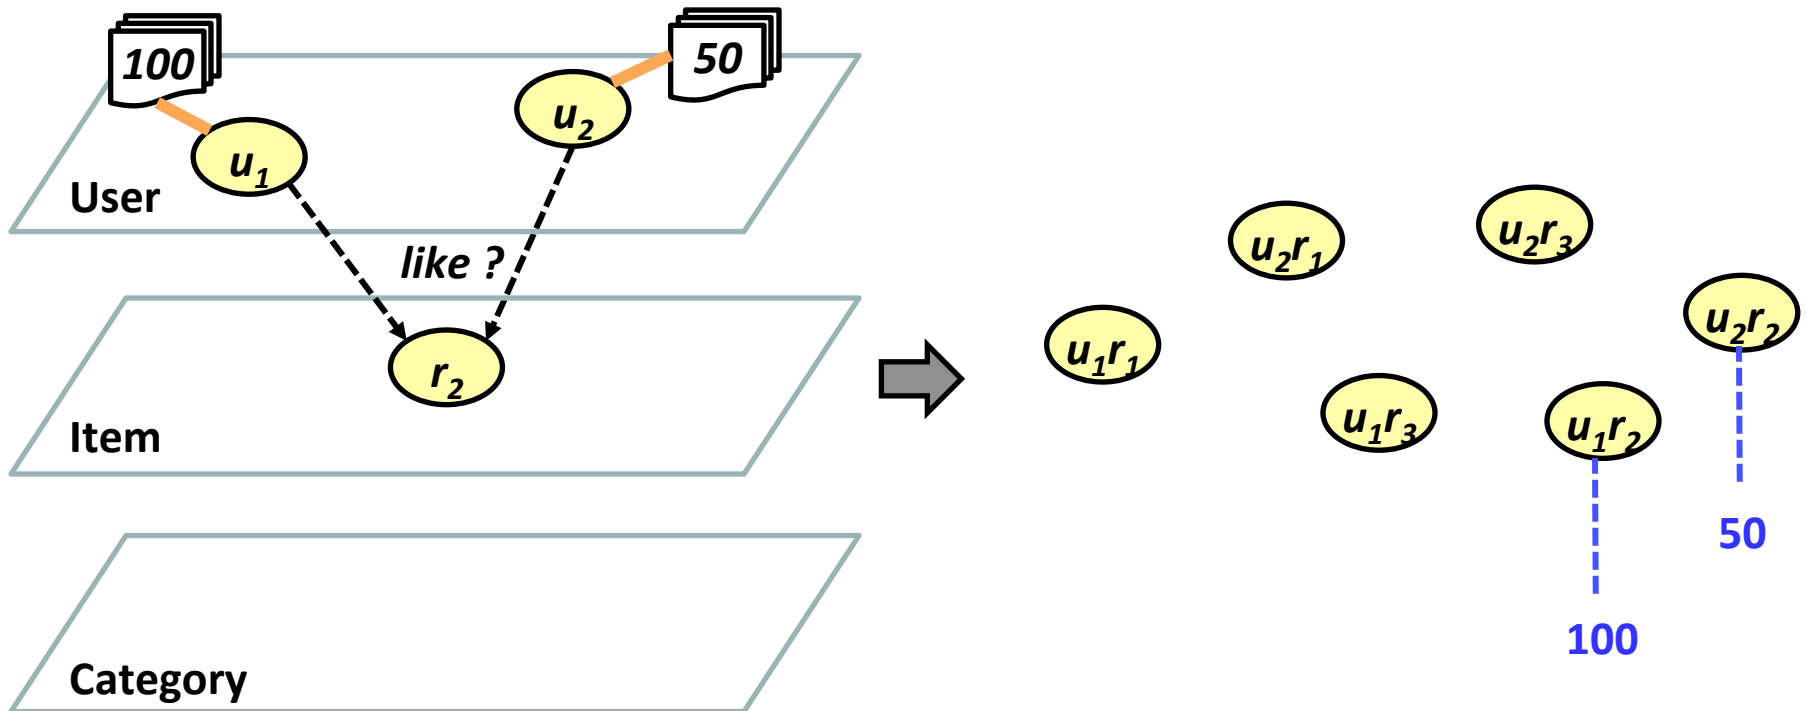 100
50
u1
u2
User
like ?
r2
Item
Category
u2r1
u2r3
u2r2
u1r1
u1r3
u1r2
50
100